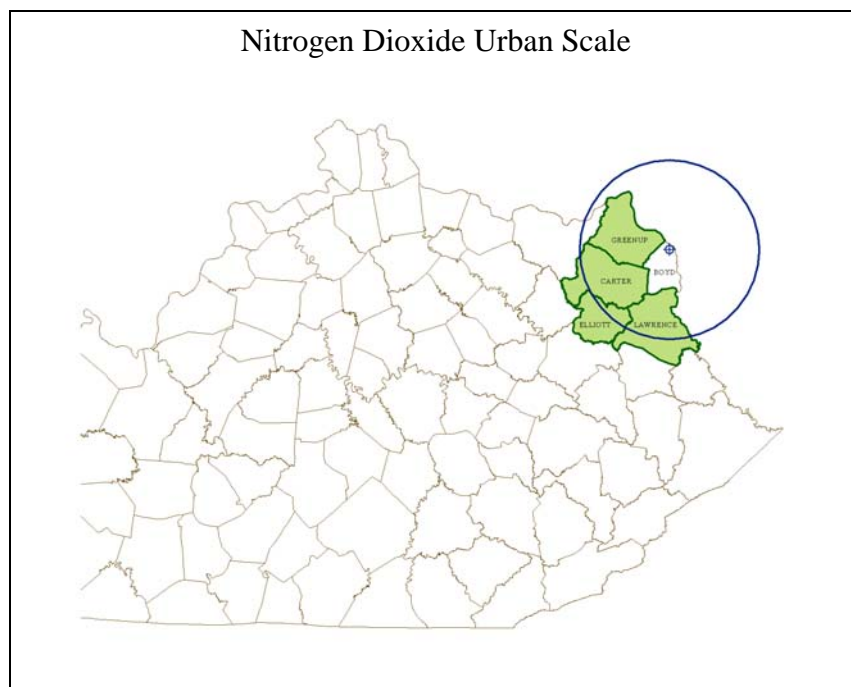 Nitrogen Dioxide Urban Scale
GREENUP
BOYD
CARTER
ELLIOTT
LAWRENCE